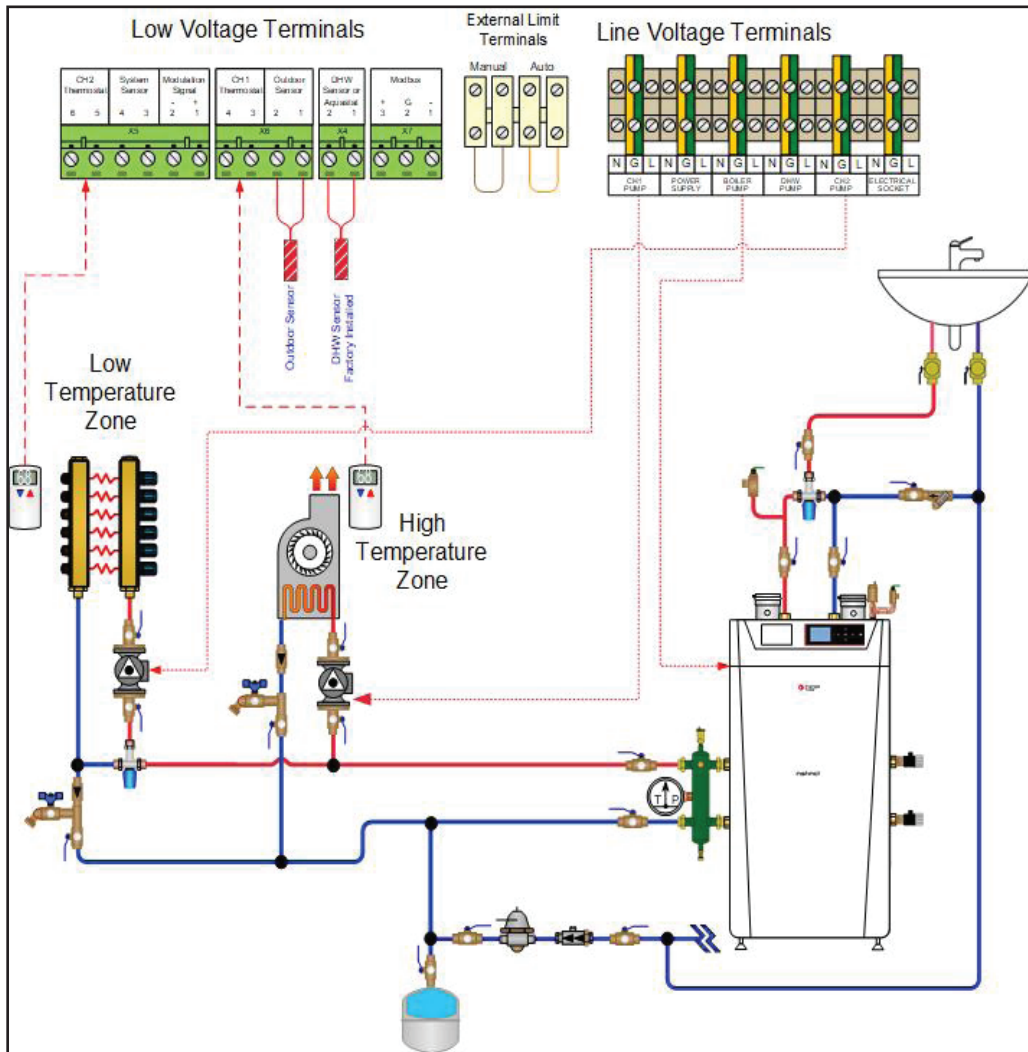 Low Voltage Terminals
External Limit
Terminals
Line Voltage Terminals
Manual Auto
CH2
Thermostat
6 5
System
Sensor
4 3
Modulation
Signal
- +
2 1
X5
CH1
Thermostat
4 3
Outdoor
Sensor
2 1
X6
DHW
Sensor or
Aquastat
2 1
X4
Modbus
+ G -
3 2 1
X7
N G L N G L N G L N G L N G L N G L
CH1
PUMP
POWER
SUPPLY
BOILER
PUMP
DHW
PUMP
CH2
PUMP
ELECTRICAL
SOCKET
Outdoor Sensor
DHW Sensor
Factory Installed
Low
Temperature
Zone
68
68
High
Temperature
Zone
T P